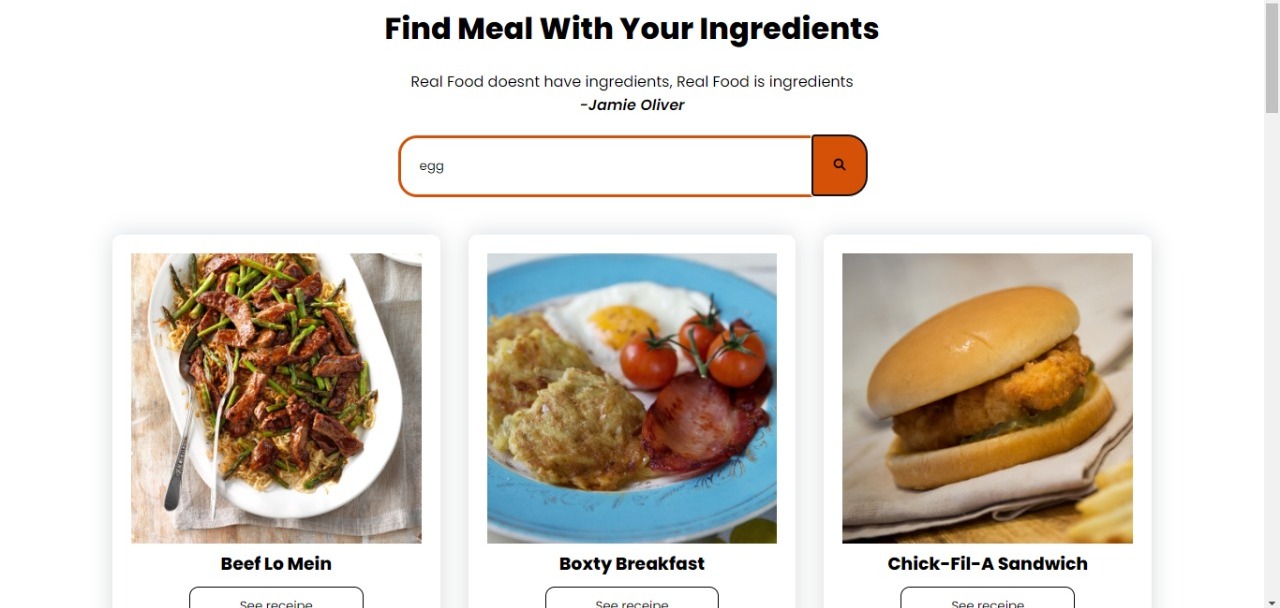 Find Meal With Your Ingredients
Real Food doesnt have ingredients, Real Food is ingredients
-Jamie Oliver
egg
Beef Lo Mein
Boxty Breakfast
Chick-Fil-A Sandwich
See receipe
See receipe
See receipe